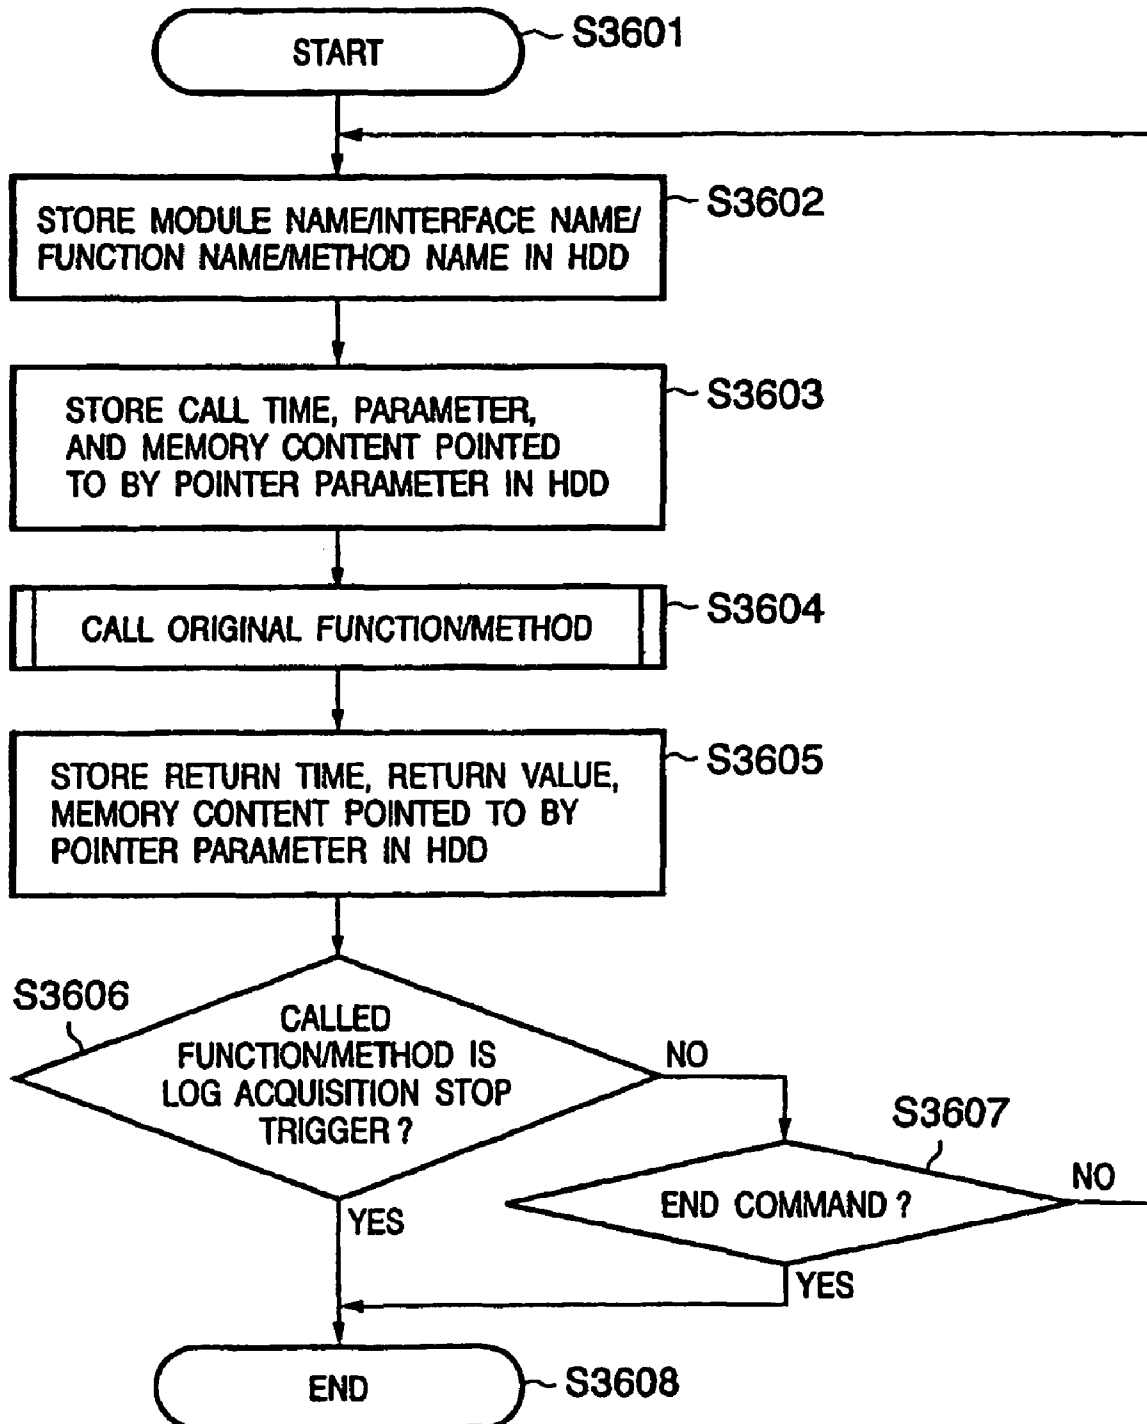 START
S3601
STORE MODULE NAME/INTERFACE NAME/
FUNCTION NAME/METHOD NAME IN HDD
S3602
STORE CALL TIME, PARAMETER,
AND MEMORY CONTENT POINTED
TO BY POINTER PARAMETER IN HDD
S3603
CALL ORIGINAL FUNCTION/METHOD
S3604
STORE RETURN TIME, RETURN VALUE,
MEMORY CONTENT POINTED TO BY
POINTER PARAMETER IN HDD
S3605
S3606
CALLED
FUNCTION/METHOD IS
LOG ACQUISITION STOP
TRIGGER?
NO
YES
S3607
END COMMAND?
NO
YES
END
S3608